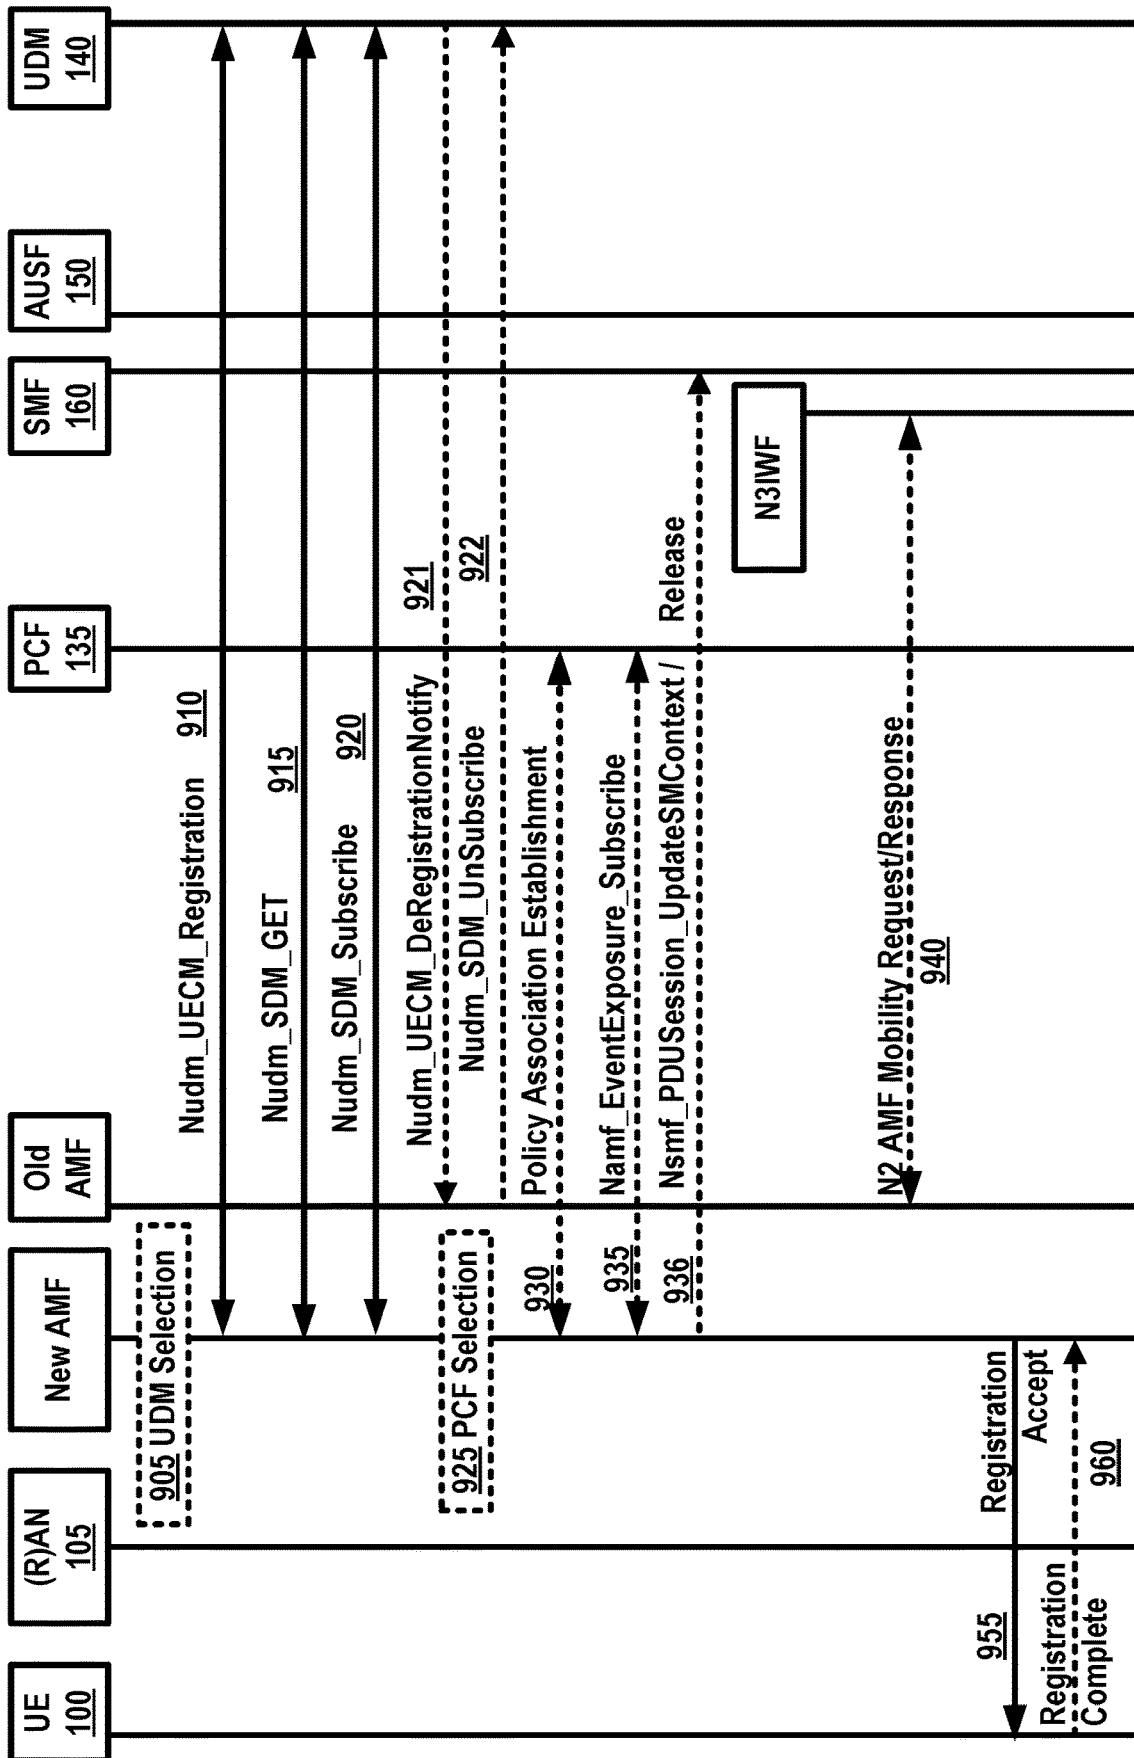 UE
100
(R)AN
105
New AMF
Old
AMF
PCF
135
SMF
160
AUSF
150
UDM
140
905 UDM Selection
Nudm_UECM_Registration 910
Nudm_SDM_GET 915
Nudm_SDM_Subscribe 920
Nudm_UECM_DeRegistrationNotify 921
Nudm_SDM_UnSubscribe 922
925 PCF Selection
930 Policy Association Establishment
935 Namf_EventExposure_Subscribe
936 Nsmf_PDUSession_UpdateSMContext / Release
N3IWF
N2 AMF Mobility Request/Response
940
955 Registration
Accept
Registration
Complete
960